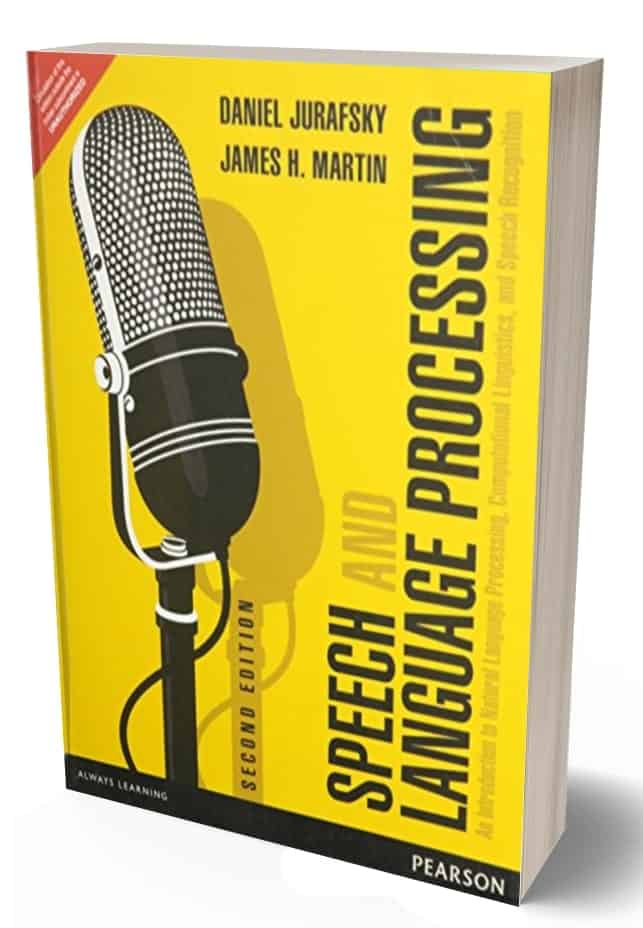 DANIEL JURAFSKY
JAMES H. MARTIN
SPEECH AND
LANGUAGE PROCESSING
An Introduction to Natural Language Processing, Computational Linguistics, and Speech Recognition
SECOND EDITION
ALWAYS LEARNING
PEARSON
UNAUTHORIZED